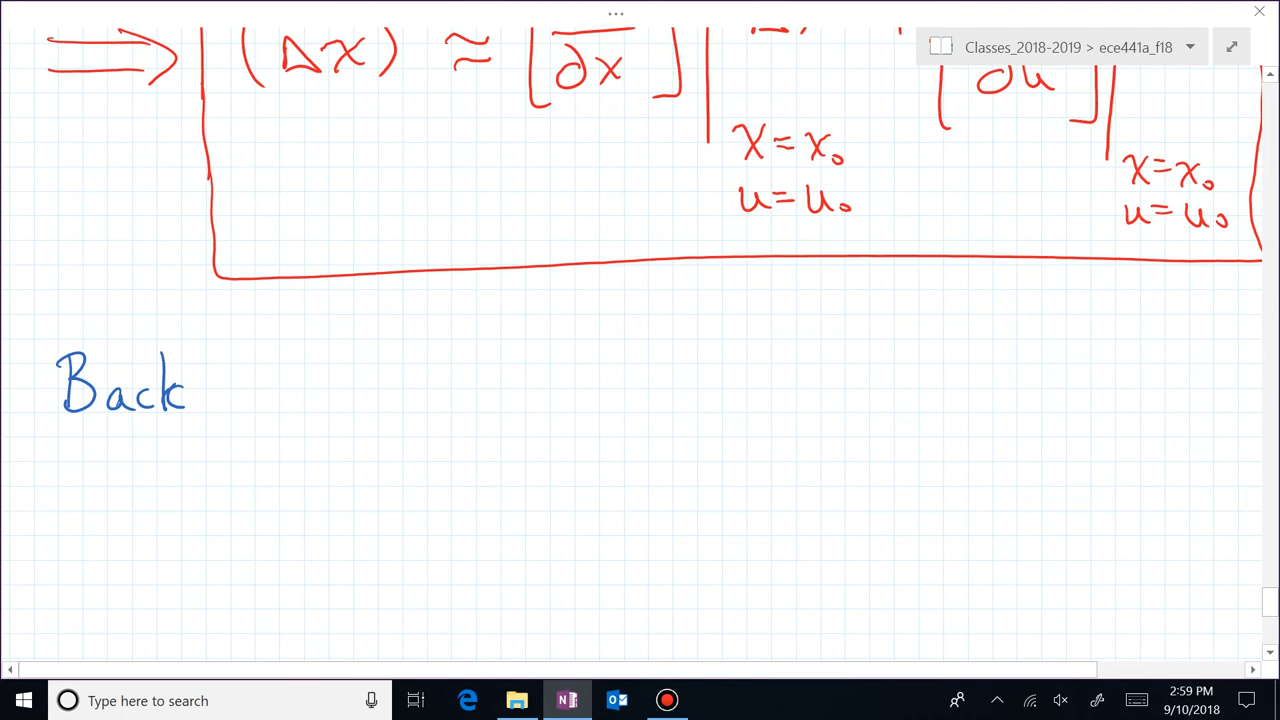 ...
Classes_2018-2019 > ece441a_f18
⟹ (Δx) ≈ [∂x] [∂u]
x=x₀
u=u₀
x=x₀
u=u₀
Back
Type here to search
2:59 PM
9/10/2018